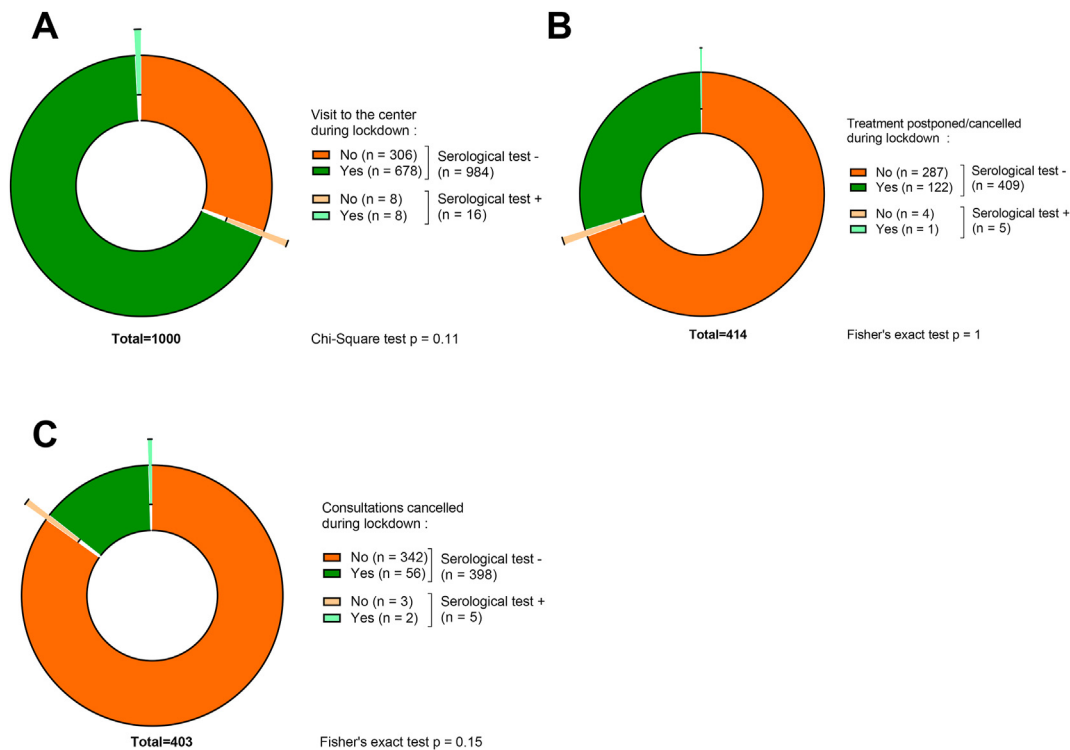 A
Visit to the center
during lockdown :
No (n = 306)
Yes (n = 678)
Serological test -
(n = 984)
No (n = 8)
Yes (n = 8)
Serological test +
(n = 16)
Total=1000
Chi-Square test p = 0.11
B
Treatment postponed/cancelled
during lockdown :
No (n = 287)
Yes (n = 122)
Serological test -
(n = 409)
No (n = 4)
Yes (n = 1)
Serological test +
(n = 5)
Total=414
Fisher's exact test p = 1
C
Consultations cancelled
during lockdown :
No (n = 342)
Yes (n = 56)
Serological test -
(n = 398)
No (n = 3)
Yes (n = 2)
Serological test +
(n = 5)
Total=403
Fisher's exact test p = 0.15